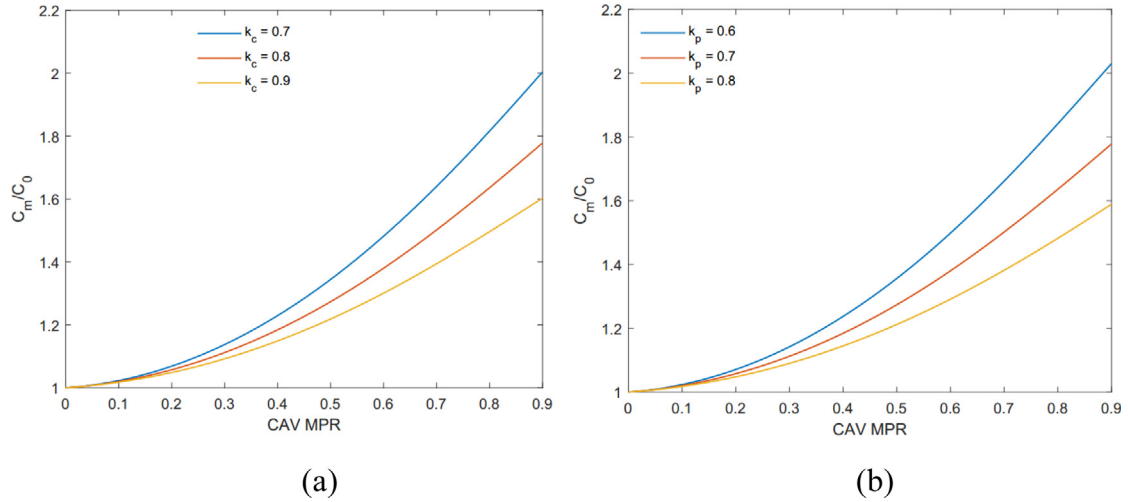 2.2
2
1.8
1.6
1.4
1.2
1
C_m/C_0
k_c = 0.7
k_c = 0.8
k_c = 0.9
0 0.1 0.2 0.3 0.4 0.5 0.6 0.7 0.8 0.9
CAV MPR
(a)
2.2
2
1.8
1.6
1.4
1.2
1
C_m/C_0
k_p = 0.6
k_p = 0.7
k_p = 0.8
0 0.1 0.2 0.3 0.4 0.5 0.6 0.7 0.8 0.9
CAV MPR
(b)